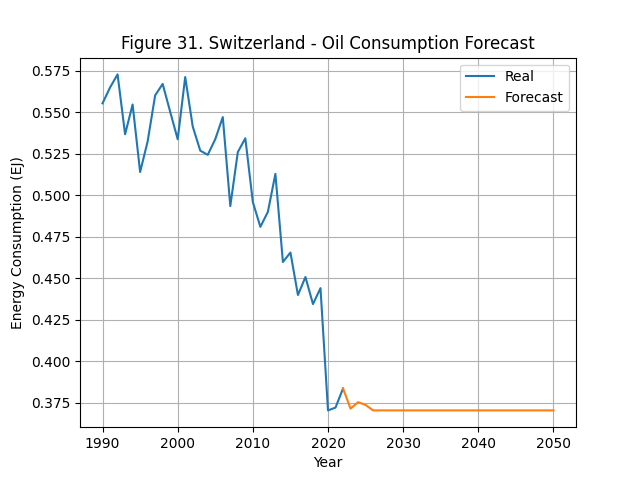 Figure 31. Switzerland - Oil Consumption Forecast
Real
Forecast
0.575
0.550
0.525
0.500
0.475
0.450
0.425
0.400
0.375
Energy Consumption (EJ)
1990 2000 2010 2020 2030 2040 2050
Year